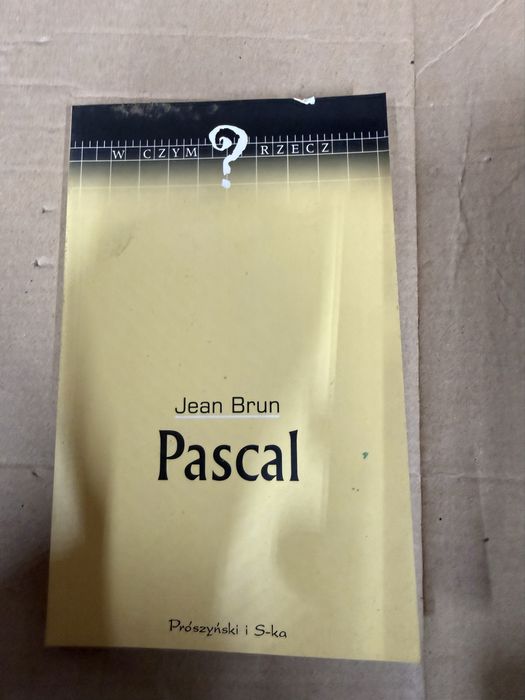 W CZYM ? RZECZ
Jean Brun
Pascal
Prószyński i S-ka